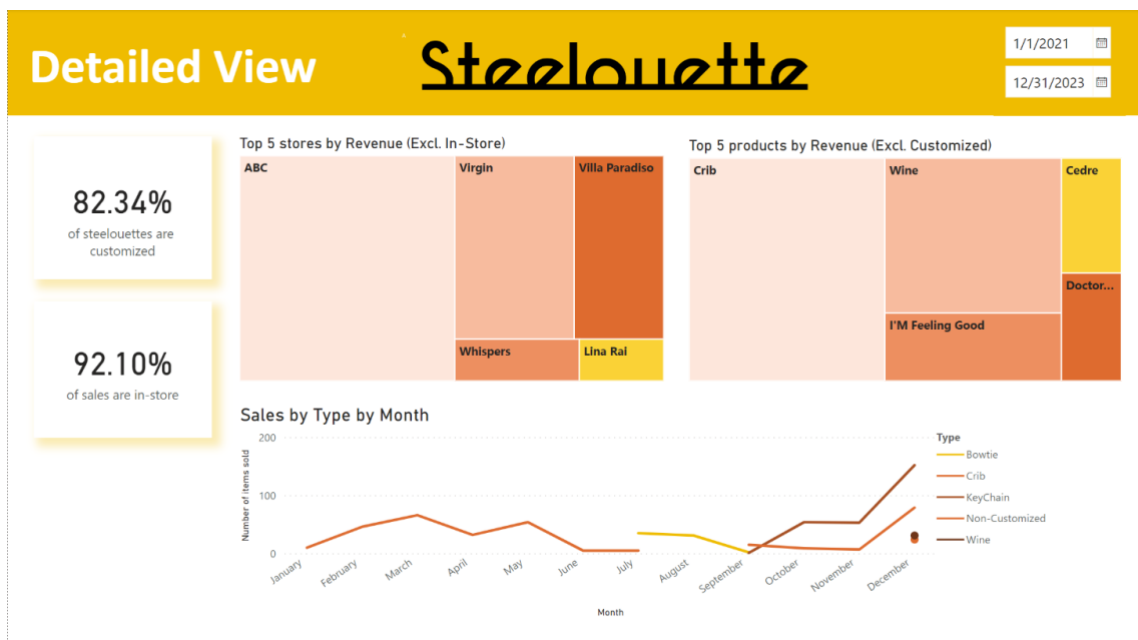 Detailed View
Steelouette
1/1/2021
12/31/2023
82.34%
of steelouettes are
customized
92.10%
of sales are in-store
Top 5 stores by Revenue (Excl. In-Store)
ABC
Virgin
Villa Paradiso
Whispers
Lina Rai
Top 5 products by Revenue (Excl. Customized)
Crib
Wine
Cedre
I'M Feeling Good
Doctor...
Sales by Type by Month
Number of items sold
200
100
0
January
February
March
April
May
June
July
August
September
October
November
December
Month
Type
Bowtie
Crib
KeyChain
Non-Customized
Wine